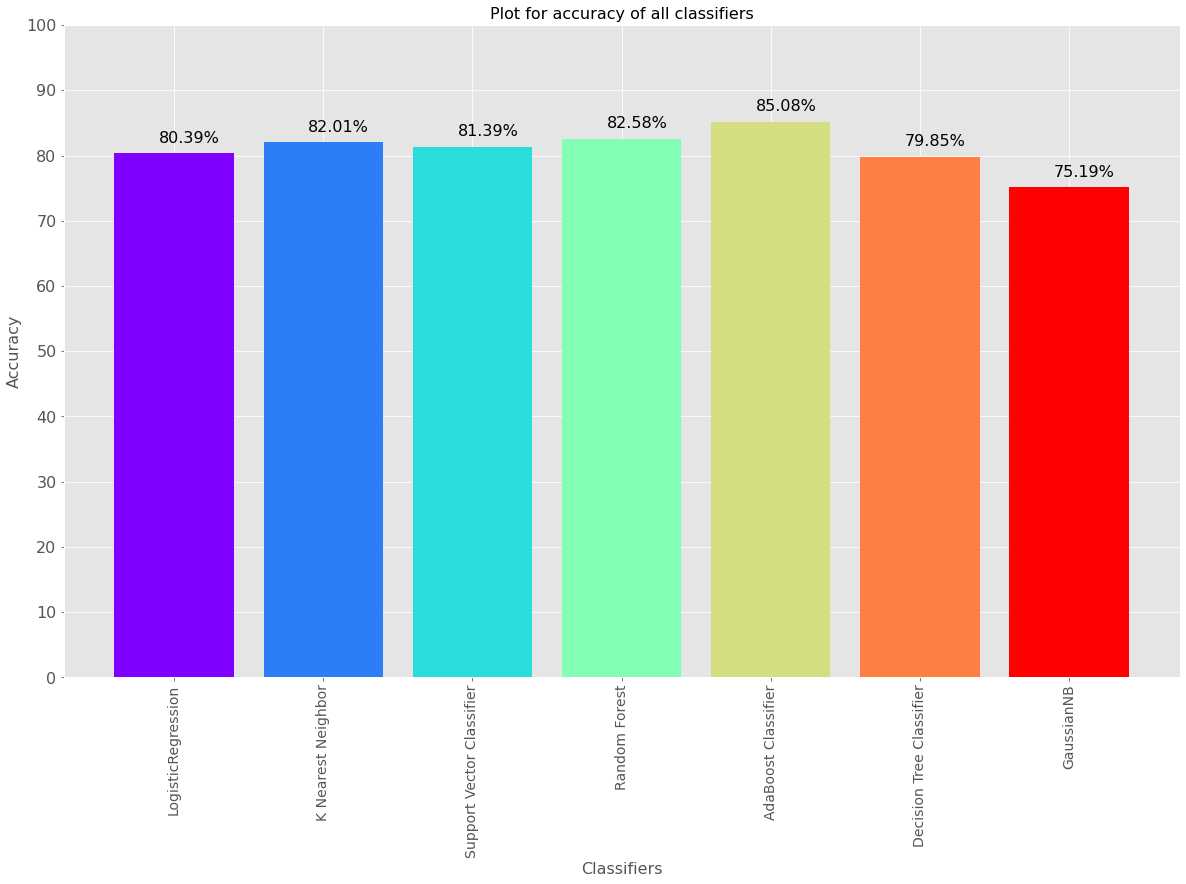 Plot for accuracy of all classifiers
100
90
80
70
60
50
40
30
20
10
0
Accuracy
80.39%
82.01%
81.39%
82.58%
85.08%
79.85%
75.19%
LogisticRegression
K Nearest Neighbor
Support Vector Classifier
Random Forest
AdaBoost Classifier
Decision Tree Classifier
GaussianNB
Classifiers